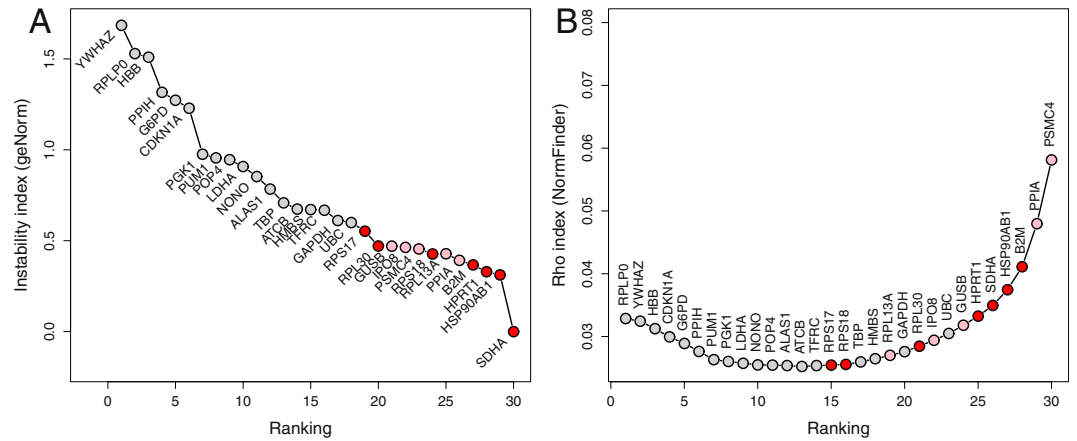 A
Instability index (geNorm)
1.5
1.0
0.5
0.0
YWHAZ
RPLP0
HBB
PPIH
G6PD
CDKN1A
PGK1
PUM1
POP4
LDHA
NONO
ALAS1
TBP
ATCB
HMBS
TFRC
GAPDH
UBC
RPS17
RPL30
GUSB
IPO8
PSMC4
RPS18
RPL13A
PPIA
B2M
HPRT1
HSP90AB1
SDHA
0 5 10 15 20 25 30
Ranking
B
Rho index (NormFinder)
0.08
0.06
0.05
0.04
0.03
RPLP0
YWHAZ
HBB
CDKN1A
G6PD
PPIH
PUM1
PGK1
LDHA
NONO
POP4
ALAS1
ATCB
TFRC
RPS17
RPS18
TBP
HMBS
RPL13A
GAPDH
RPL30
IPO8
UBC
GUSB
HPRT1
SDHA
HSP90AB1
B2M
PPIA
PSMC4
0 5 10 15 20 25 30
Ranking